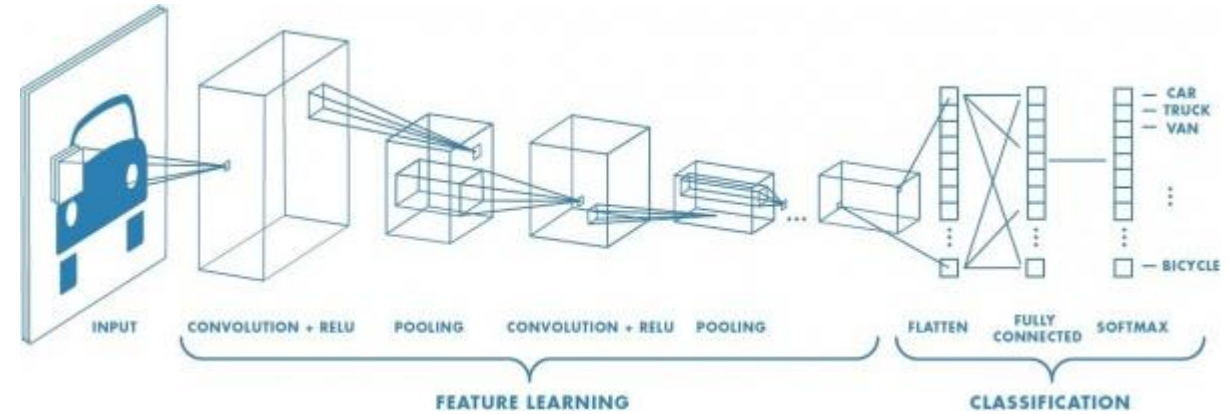 CAR
TRUCK
VAN
BICYCLE
INPUT
CONVOLUTION + RELU
POOLING
CONVOLUTION + RELU
POOLING
FLATTEN
FULLY
CONNECTED
SOFTMAX
FEATURE LEARNING
CLASSIFICATION